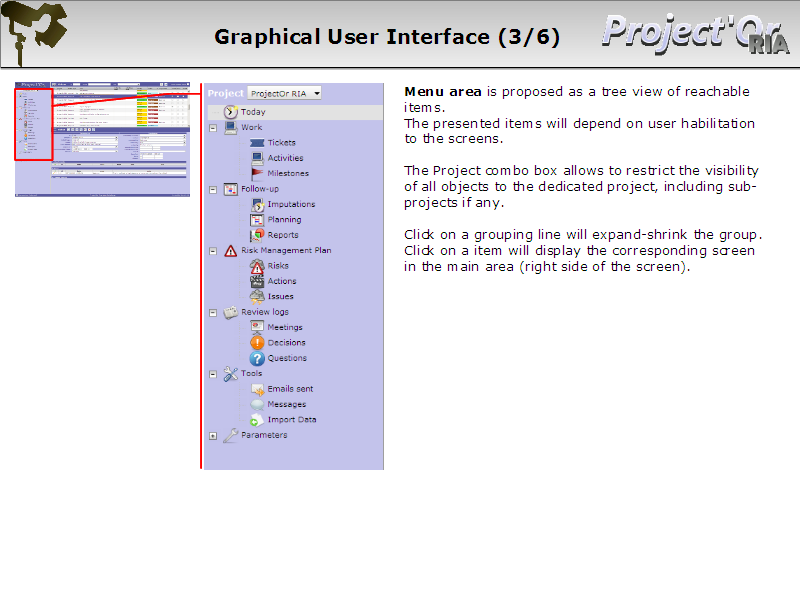 Graphical User Interface (3/6)
Project'Or
RIA
Project ProjectOr RIA
Today
Work
Tickets
Activities
Milestones
Follow-up
Imputations
Planning
Reports
Risk Management Plan
Risks
Actions
Issues
Review logs
Meetings
Decisions
Questions
Tools
Emails sent
Messages
Import Data
Parameters
Menu area is proposed as a tree view of reachable
items.
The presented items will depend on user habilitation
to the screens.
The Project combo box allows to restrict the visibility
of all objects to the dedicated project, including sub-
projects if any.
Click on a grouping line will expand-shrink the group.
Click on a item will display the corresponding screen
in the main area (right side of the screen).